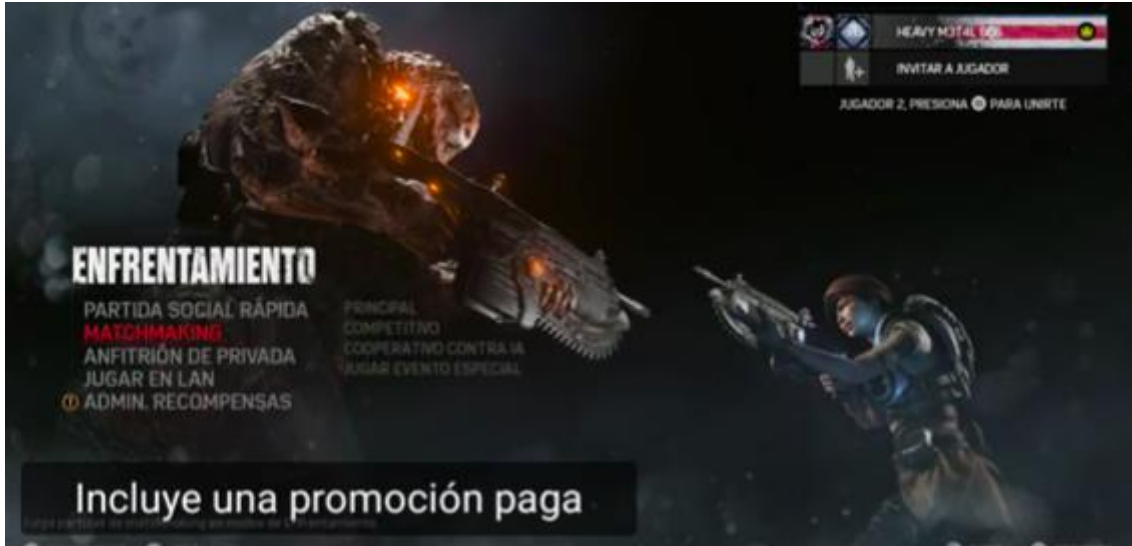 HEAVY M3T4L
INVITAR A JUGADOR
JUGADOR 2, PRESIONA PARA UNIRTE
ENFRENTAMIENTO
PARTIDA SOCIAL RÁPIDA
MATCHMAKING
ANFITRIÓN DE PRIVADA
JUGAR EN LAN
ADMIN. RECOMPENSAS
PRINCIPAL
COMPETITIVO
COOPERATIVO CONTRA IA
JUGAR EVENTO ESPECIAL
Incluye una promoción paga